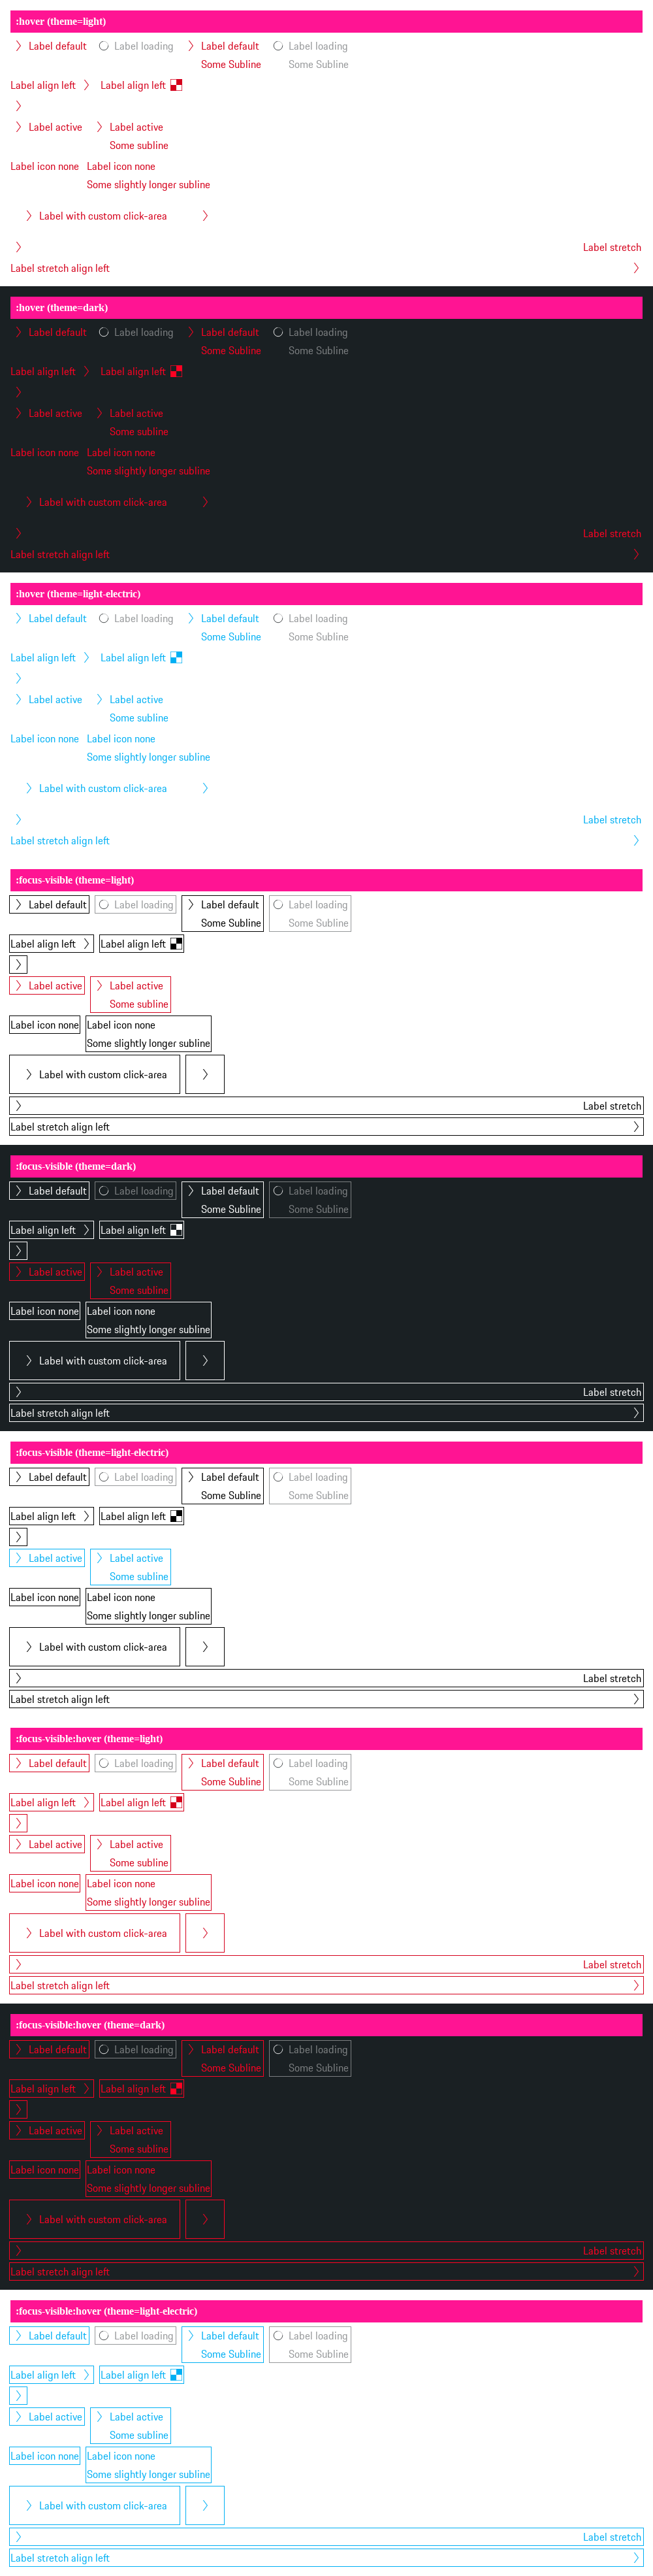 :hover (theme=light)
Label default Label loading Label default Label loading
Some Subline Some Subline
Label align left Label align left
Label active Label active
Some subline
Label icon none Label icon none
Some slightly longer subline
Label with custom click-area
Label stretch
Label stretch align left
:hover (theme=dark)
Label default Label loading Label default Label loading
Some Subline Some Subline
Label align left Label align left
Label active Label active
Some subline
Label icon none Label icon none
Some slightly longer subline
Label with custom click-area
Label stretch
Label stretch align left
:hover (theme=light-electric)
Label default Label loading Label default Label loading
Some Subline Some Subline
Label align left Label align left
Label active Label active
Some subline
Label icon none Label icon none
Some slightly longer subline
Label with custom click-area
Label stretch
Label stretch align left
:focus-visible (theme=light)
Label default Label loading Label default Label loading
Some Subline Some Subline
Label align left Label align left
Label active Label active
Some subline
Label icon none Label icon none
Some slightly longer subline
Label with custom click-area
Label stretch
Label stretch align left
:focus-visible (theme=dark)
Label default Label loading Label default Label loading
Some Subline Some Subline
Label align left Label align left
Label active Label active
Some subline
Label icon none Label icon none
Some slightly longer subline
Label with custom click-area
Label stretch
Label stretch align left
:focus-visible (theme=light-electric)
Label default Label loading Label default Label loading
Some Subline Some Subline
Label align left Label align left
Label active Label active
Some subline
Label icon none Label icon none
Some slightly longer subline
Label with custom click-area
Label stretch
Label stretch align left
:focus-visible:hover (theme=light)
Label default Label loading Label default Label loading
Some Subline Some Subline
Label align left Label align left
Label active Label active
Some subline
Label icon none Label icon none
Some slightly longer subline
Label with custom click-area
Label stretch
Label stretch align left
:focus-visible:hover (theme=dark)
Label default Label loading Label default Label loading
Some Subline Some Subline
Label align left Label align left
Label active Label active
Some subline
Label icon none Label icon none
Some slightly longer subline
Label with custom click-area
Label stretch
Label stretch align left
:focus-visible:hover (theme=light-electric)
Label default Label loading Label default Label loading
Some Subline Some Subline
Label align left Label align left
Label active Label active
Some subline
Label icon none Label icon none
Some slightly longer subline
Label with custom click-area
Label stretch
Label stretch align left